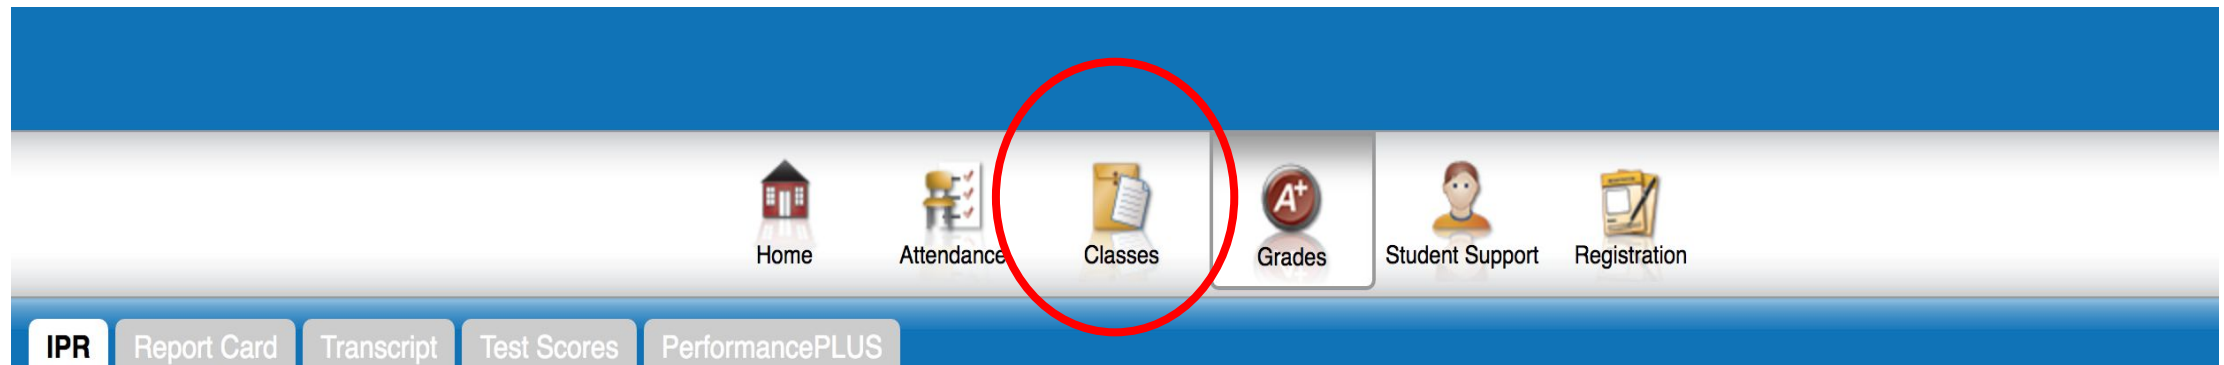 A+
Home Attendance Classes Grades Student Support Registration
IPR Report Card Transcript Test Scores PerformancePLUS